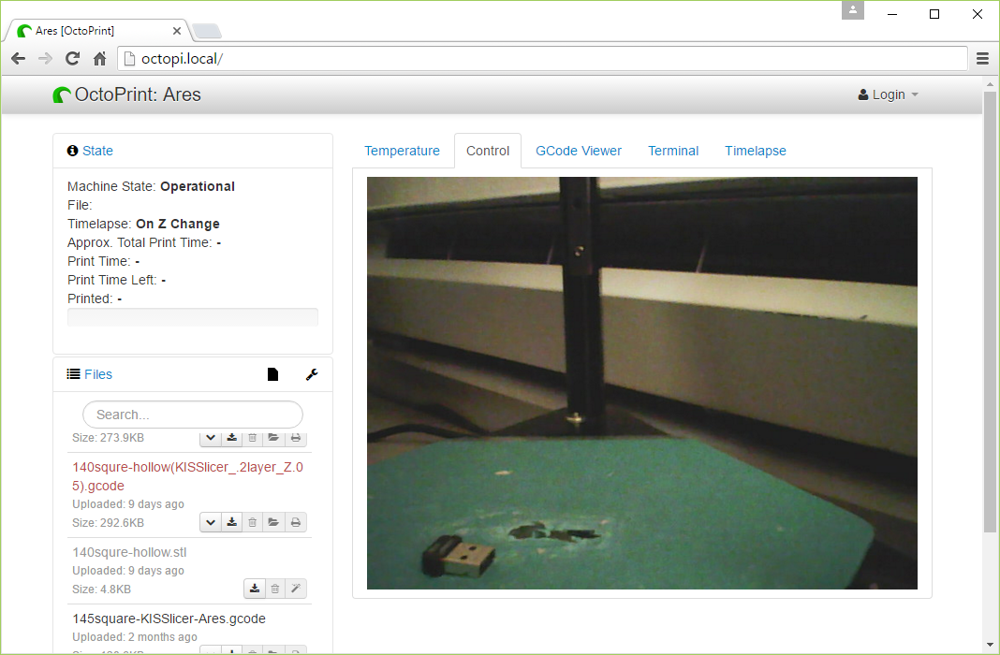 Ares [OctoPrint]
octopi.local/
OctoPrint: Ares
Login
State
Machine State: Operational
File:
Timelapse: On Z Change
Approx. Total Print Time: -
Print Time: -
Print Time Left: -
Printed: -
Files
Search...
Size: 273.9KB
140squre-hollow(KISSlicer_.2layer_Z.0
5).gcode
Uploaded: 9 days ago
Size: 292.6KB
140squre-hollow.stl
Uploaded: 9 days ago
Size: 4.8KB
145square-KISSlicer-Ares.gcode
Uploaded: 2 months ago
Temperature
Control
GCode Viewer
Terminal
Timelapse